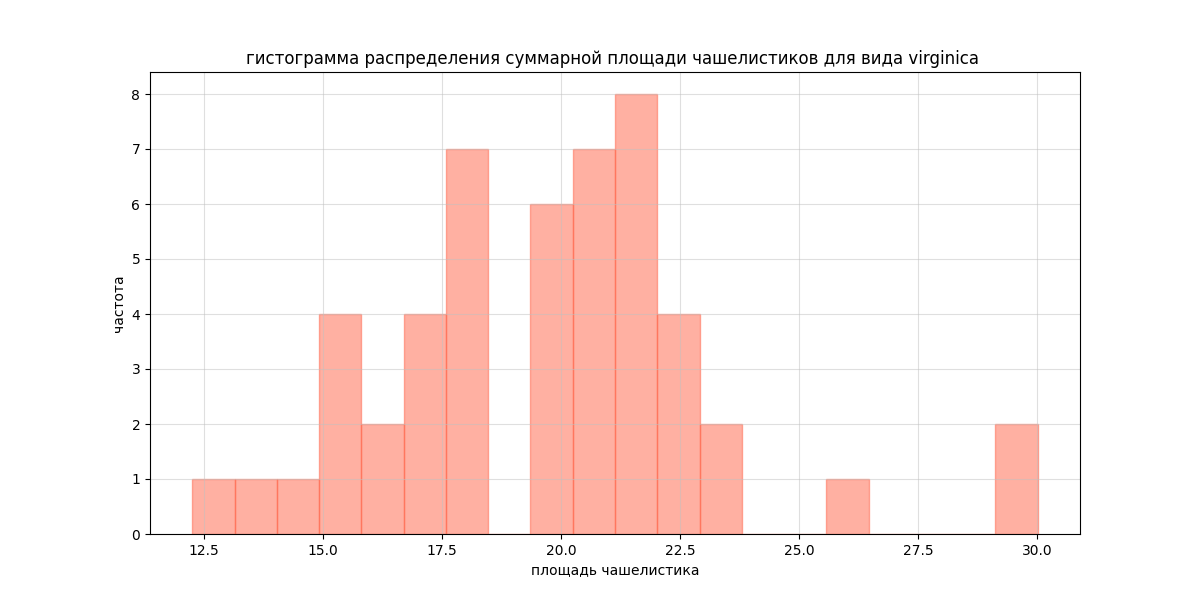 гистограмма распределения суммарной площади чашелистиков для вида virginica
8
7
6
5
4
3
2
1
0
частота
12.5 15.0 17.5 20.0 22.5 25.0 27.5 30.0
площадь чашелистика